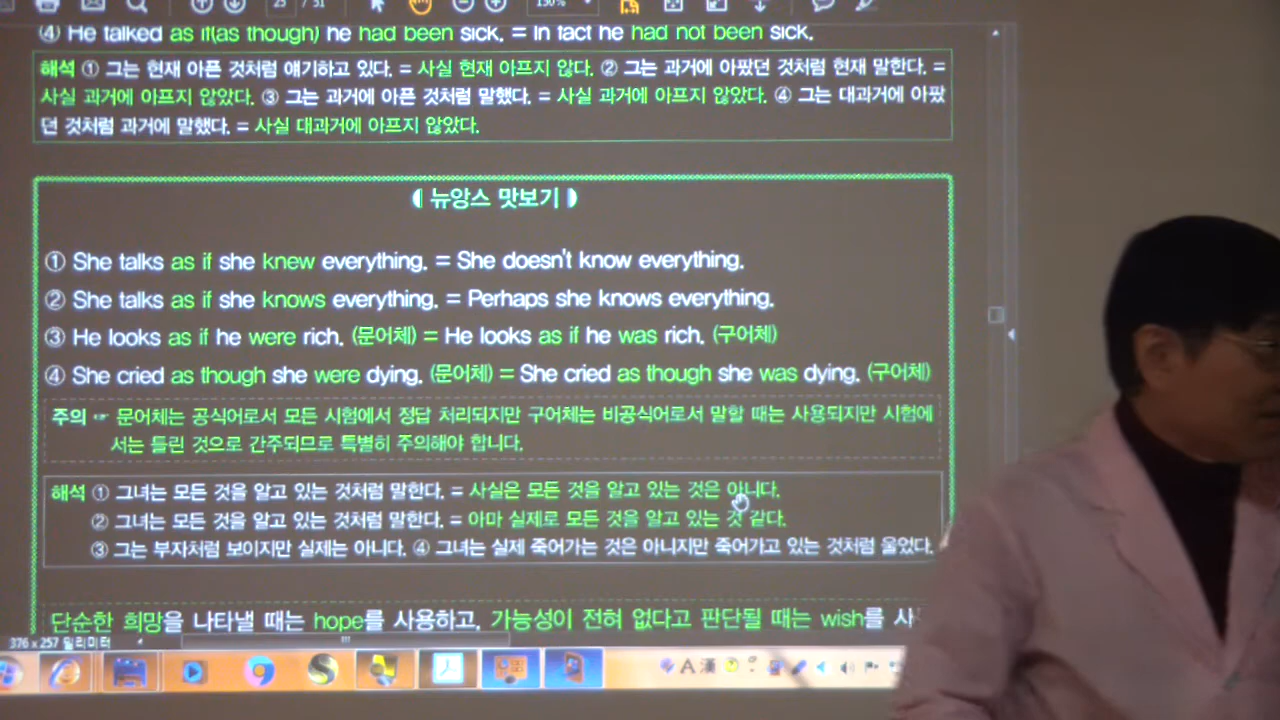 25 / 51
150%
④ He talked as if(as though) he had been sick. = In fact he had not been sick.
해석 ① 그는 현재 아픈 것처럼 얘기하고 있다. = 사실 현재 아프지 않다. ② 그는 과거에 아팠던 것처럼 현재 말한다. =
사실 과거에 아프지 않았다. ③ 그는 과거에 아픈 것처럼 말했다. = 사실 과거에 아프지 않았다. ④ 그는 대과거에 아팠
던 것처럼 과거에 말했다. = 사실 대과거에 아프지 않았다.
뉴앙스 맛보기
① She talks as if she knew everything. = She doesn't know everything.
② She talks as if she knows everything. = Perhaps she knows everything.
③ He looks as if he were rich. (문어체) = He looks as if he was rich. (구어체)
④ She cried as though she were dying. (문어체) = She cried as though she was dying. (구어체)
주의 ☞ 문어체는 공식어로서 모든 시험에서 정답 처리되지만 구어체는 비공식어로서 말할 때는 사용되지만 시험에
서는 틀린 것으로 간주되므로 특별히 주의해야 합니다.
해석 ① 그녀는 모든 것을 알고 있는 것처럼 말한다. = 사실은 모든 것을 알고 있는 것은 아니다.
② 그녀는 모든 것을 알고 있는 것처럼 말한다. = 아마 실제로 모든 것을 알고 있는 것 같다.
③ 그는 부자처럼 보이지만 실제는 아니다. ④ 그녀는 실제 죽어가는 것은 아니지만 죽어가고 있는 것처럼 울었다.
단순한 희망을 나타낼 때는 hope를 사용하고, 가능성이 전혀 없다고 판단될 때는 wish를 사
376 x 257 밀리미터
A 漢